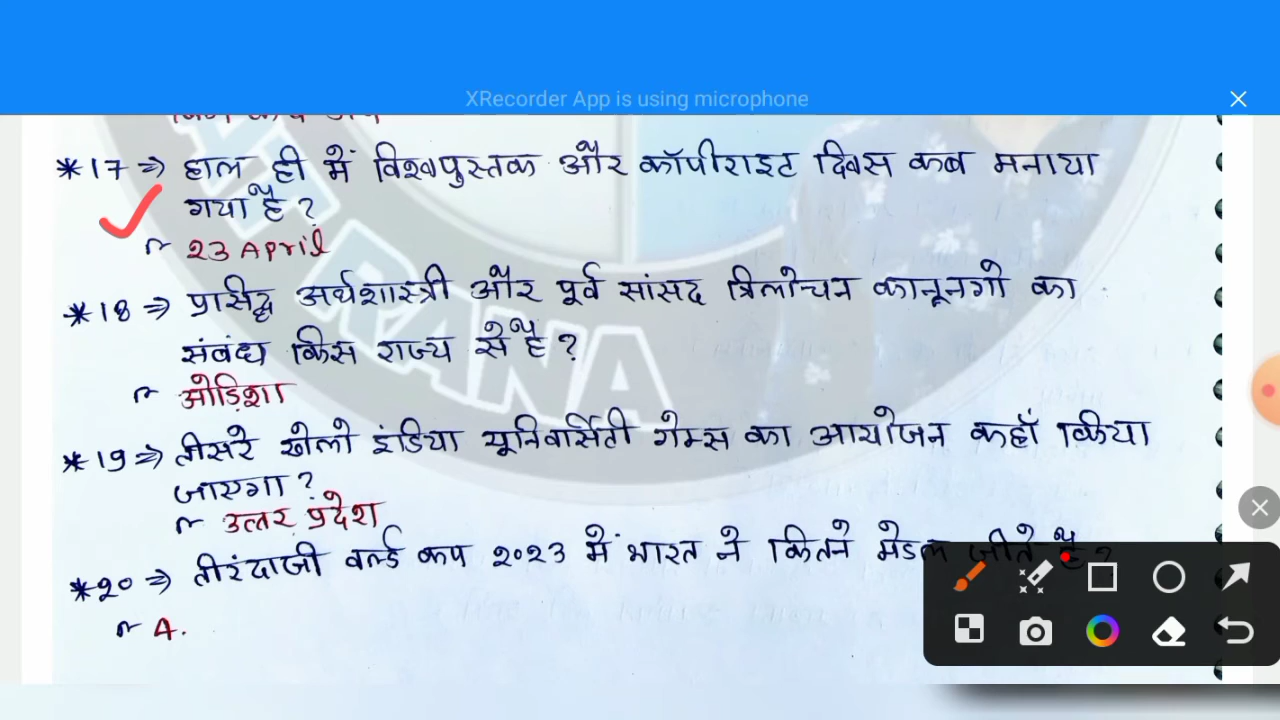 XRecorder App is using microphone
*17 ⇒ हाल ही में विश्वपुस्तक और कॉपीराइट दिवस कब मनाया
गया है?
23 April
*18 ⇒ प्रसिद्ध अर्थशास्त्री और पूर्व सांसद त्रिलोचन कानूनगो का
संबंध किस राज्य से है?
ओडिशा
*19 ⇒ तीसरे खेलो इंडिया यूनिवर्सिटी गेम्स का आयोजन कहाँ किया
जाएगा?
उत्तर प्रदेश
*20 ⇒ तीरंदाजी वर्ल्ड कप 2023 में भारत ने कितने मेडल जीते है?
4.
RANA